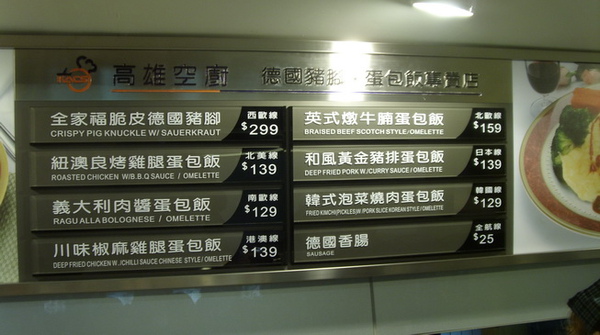 高雄空廚 德國豬腳·蛋包飯專賣店
全家福脆皮德國豬腳 西歐線
CRISPY PIG KNUCKLE W/ SAUERKRAUT $299
紐澳良烤雞腿蛋包飯 北美線
ROASTED CHICKEN W/B.B.Q SAUCE / OMELETTE $139
義大利肉醬蛋包飯 南歐線
RAGU ALLA BOLOGNESE / OMELETTE $129
川味椒麻雞腿蛋包飯 港澳線
DEEP FRIED CHICKEN W./CHILLI SAUCE CHINESE STYLE / OMELETTE $139
英式燉牛腩蛋包飯 北歐線
BRAISED BEEF SCOTCH STYLE / OMELETTE $159
和風黃金豬排蛋包飯 日本線
DEEP FRIED PORK W./CURRY SAUCE / OMELETTE $139
韓式泡菜燒肉蛋包飯 韓國線
FRIED KIMCHI(PICKLES)W/PORK SLICE KOREAN STYLE / OMELETTE $129
德國香腸 全航線
SAUSAGE $25